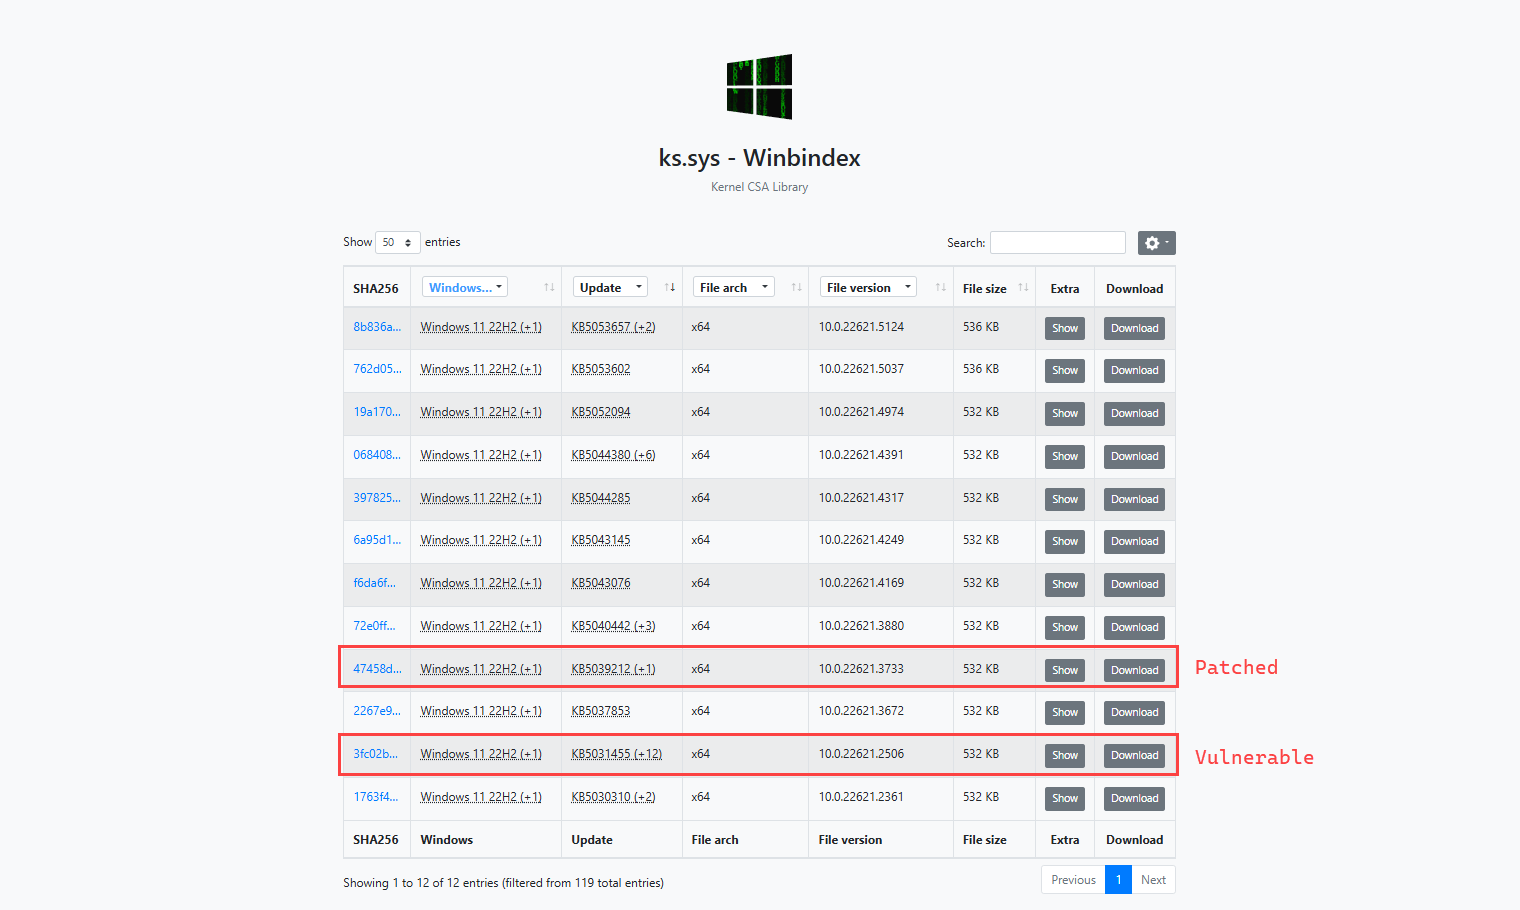 ks.sys - Winbindex
Kernel CSA Library
Show 50 entries
Search:
SHA256 Windows... Update File arch File version File size Extra Download
8b836a... Windows 11 22H2 (+1) KB5053657 (+2) x64 10.0.22621.5124 536 KB Show Download
762d05... Windows 11 22H2 (+1) KB5053602 x64 10.0.22621.5037 536 KB Show Download
19a170... Windows 11 22H2 (+1) KB5052094 x64 10.0.22621.4974 532 KB Show Download
068408... Windows 11 22H2 (+1) KB5044380 (+6) x64 10.0.22621.4391 532 KB Show Download
397825... Windows 11 22H2 (+1) KB5044285 x64 10.0.22621.4317 532 KB Show Download
6a95d1... Windows 11 22H2 (+1) KB5043145 x64 10.0.22621.4249 532 KB Show Download
f6da6f... Windows 11 22H2 (+1) KB5043076 x64 10.0.22621.4169 532 KB Show Download
72e0ff... Windows 11 22H2 (+1) KB5040442 (+3) x64 10.0.22621.3880 532 KB Show Download
47458d... Windows 11 22H2 (+1) KB5039212 (+1) x64 10.0.22621.3733 532 KB Show Download Patched
2267e9... Windows 11 22H2 (+1) KB5037853 x64 10.0.22621.3672 532 KB Show Download
3fc02b... Windows 11 22H2 (+1) KB5031455 (+12) x64 10.0.22621.2506 532 KB Show Download Vulnerable
1763f4... Windows 11 22H2 (+1) KB5030310 (+2) x64 10.0.22621.2361 532 KB Show Download
SHA256 Windows Update File arch File version File size Extra Download
Showing 1 to 12 of 12 entries (filtered from 119 total entries)
Previous 1 Next